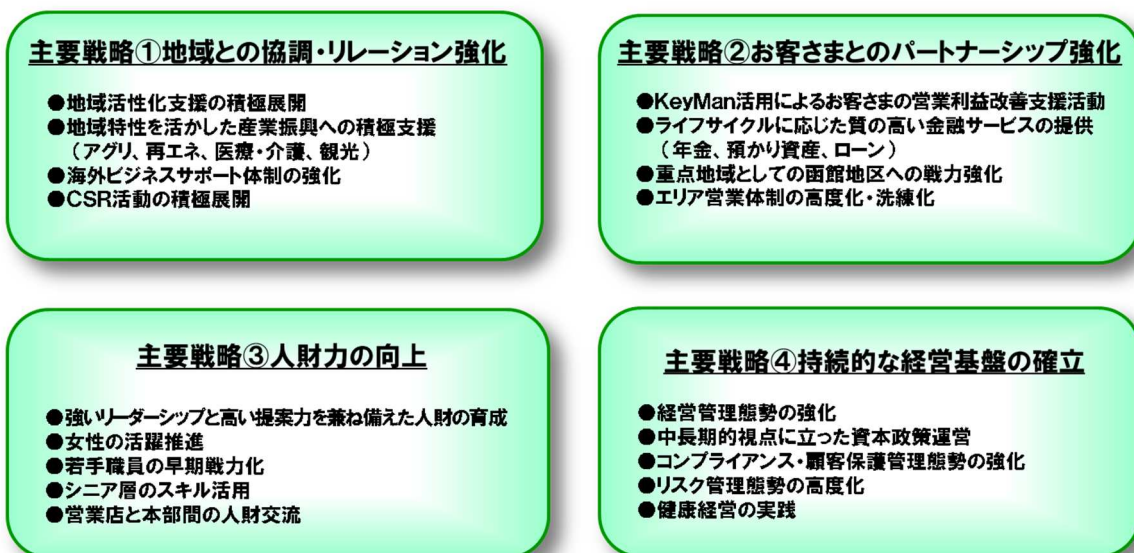 主要戦略①地域との協調・リレーション強化
●地域活性化支援の積極展開
●地域特性を活かした産業振興への積極支援
（アグリ、再エネ、医療・介護、観光）
●海外ビジネスサポート体制の強化
●CSR活動の積極展開
主要戦略②お客さまとのパートナーシップ強化
●KeyMan活用によるお客さまの営業利益改善支援活動
●ライフサイクルに応じた質の高い金融サービスの提供
（年金、預かり資産、ローン）
●重点地域としての函館地区への戦力強化
●エリア営業体制の高度化・洗練化
主要戦略③人財力の向上
●強いリーダーシップと高い提案力を兼ね備えた人財の育成
●女性の活躍推進
●若手職員の早期戦力化
●シニア層のスキル活用
●営業店と本部間の人財交流
主要戦略④持続的な経営基盤の確立
●経営管理態勢の強化
●中長期的視点に立った資本政策運営
●コンプライアンス・顧客保護管理態勢の強化
●リスク管理態勢の高度化
●健康経営の実践